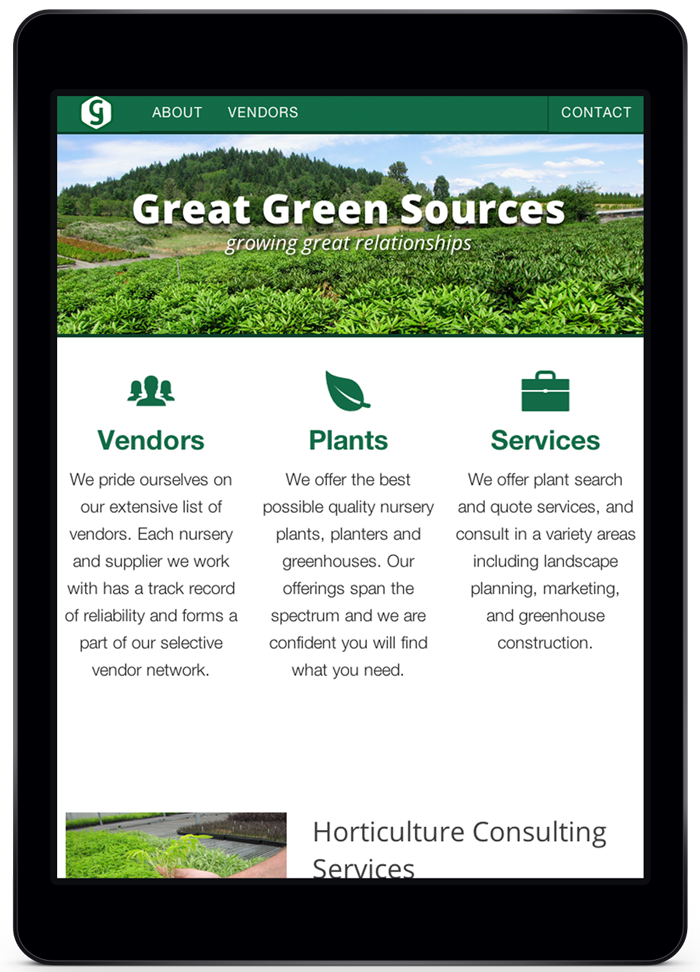 g ABOUT VENDORS CONTACT
Great Green Sources
growing great relationships
Vendors
We pride ourselves on
our extensive list of
vendors. Each nursery
and supplier we work
with has a track record
of reliability and forms a
part of our selective
vendor network.
Plants
We offer the best
possible quality nursery
plants, planters and
greenhouses. Our
offerings span the
spectrum and we are
confident you will find
what you need.
Services
We offer plant search
and quote services, and
consult in a variety areas
including landscape
planning, marketing,
and greenhouse
construction.
Horticulture Consulting
Services